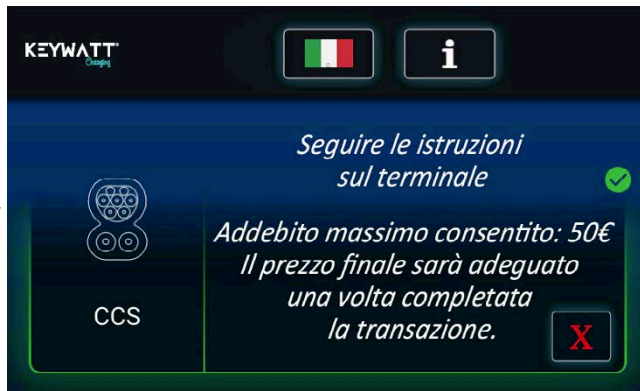 KEYWATT
Charging
i
Seguire le istruzioni
sul terminale
Addebito massimo consentito: 50€
Il prezzo finale sarà adeguato
una volta completata
la transazione.
CCS
X